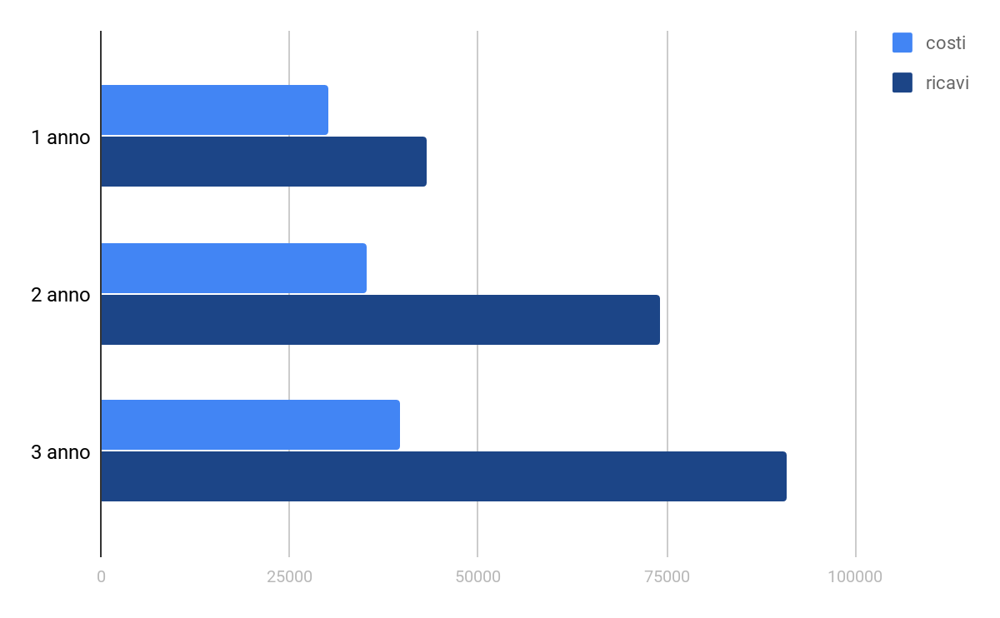 costi
ricavi
1 anno
2 anno
3 anno
0 25000 50000 75000 100000